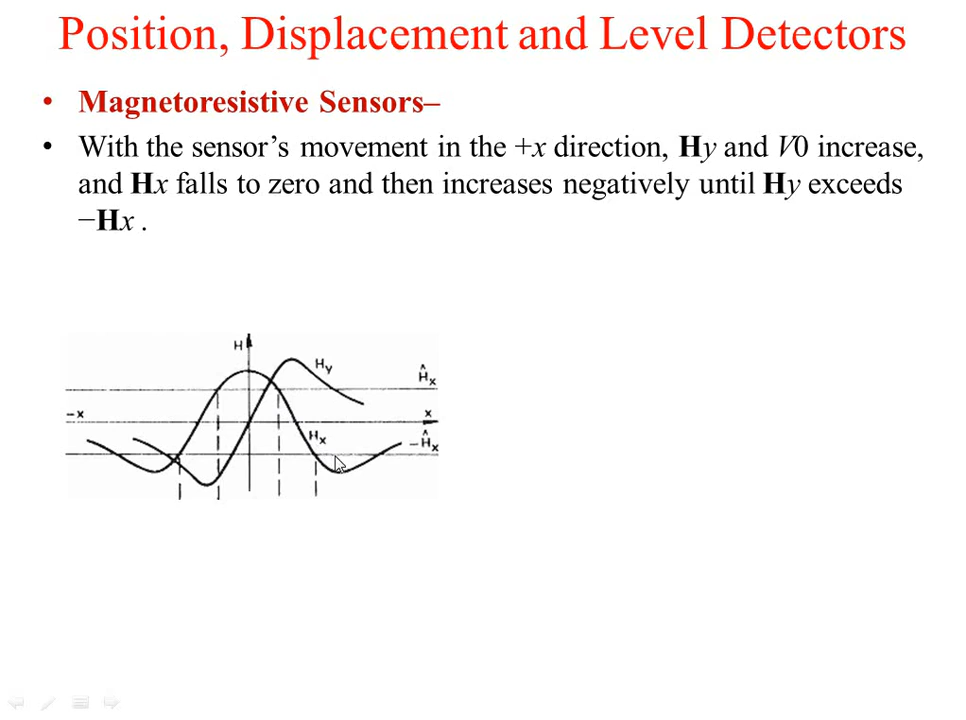 Position, Displacement and Level Detectors
• Magnetoresistive Sensors–
• With the sensor’s movement in the +x direction, Hy and V0 increase,
and Hx falls to zero and then increases negatively until Hy exceeds
−Hx .
H
Hy
Ĥx
−x
x
Hx
−Ĥx